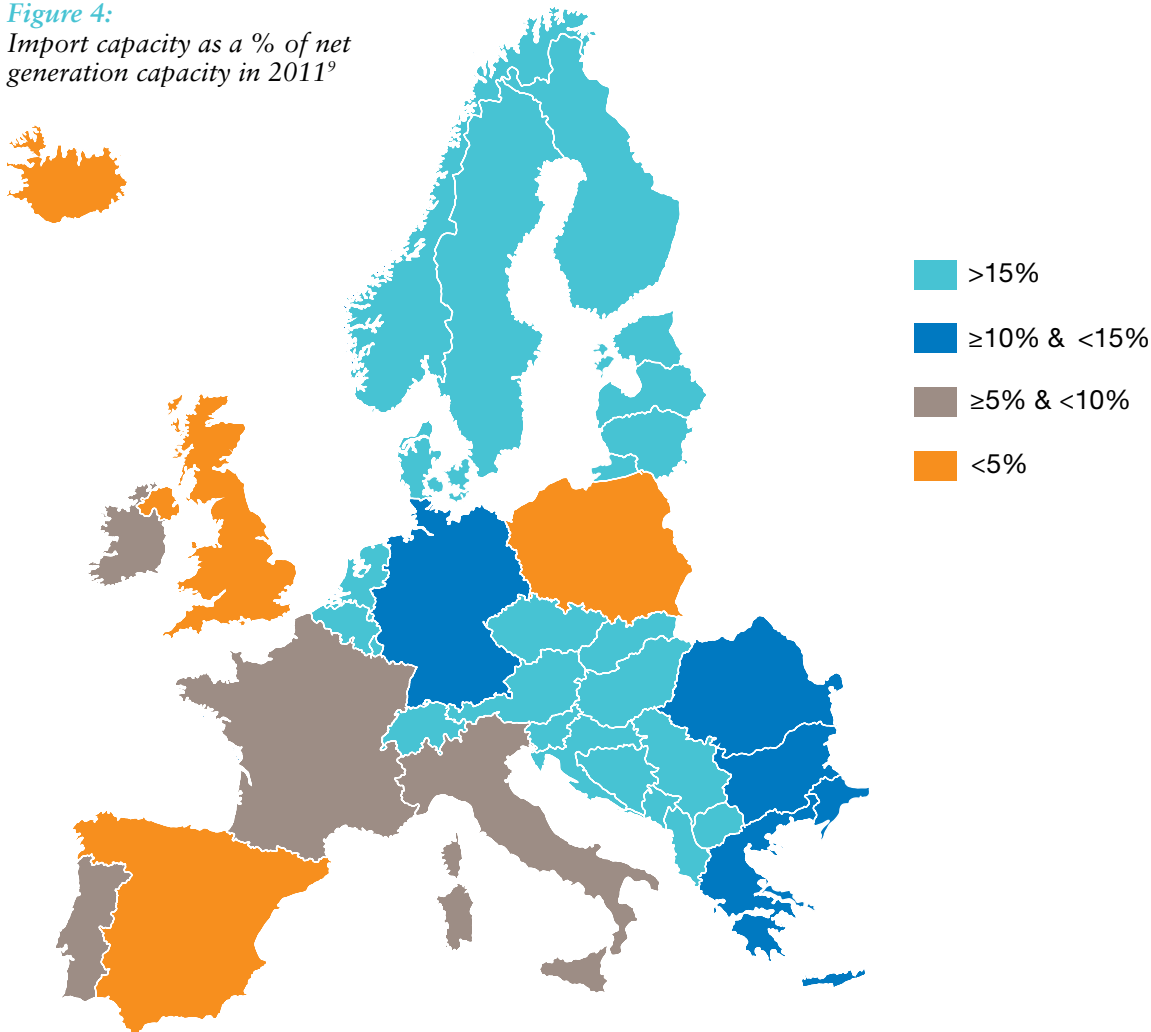 Figure 4:
Import capacity as a % of net
generation capacity in 2011⁹
>15%
≥10% & <15%
≥5% & <10%
<5%